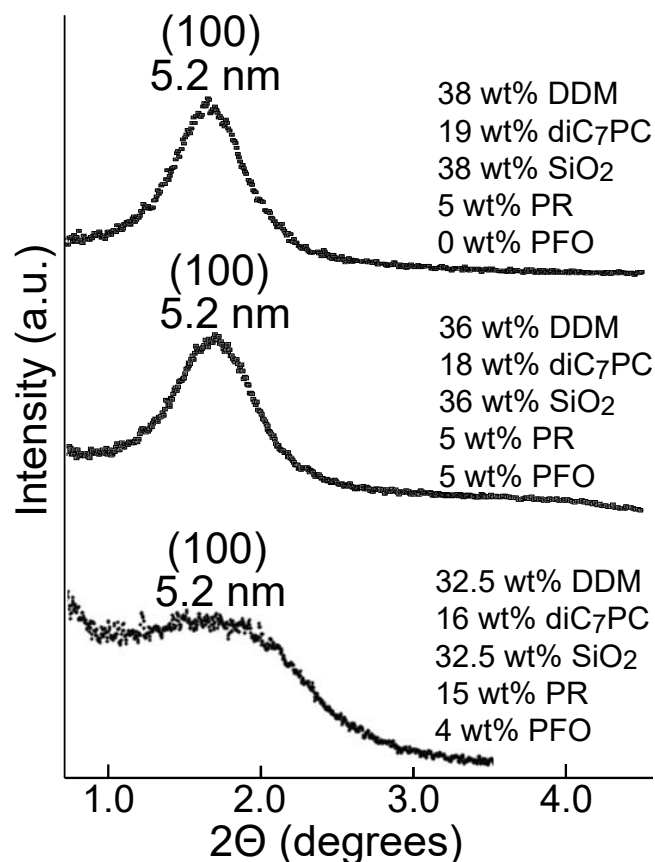 (100)
5.2 nm
38 wt% DDM
19 wt% diC₇PC
38 wt% SiO₂
5 wt% PR
0 wt% PFO
(100)
5.2 nm
36 wt% DDM
18 wt% diC₇PC
36 wt% SiO₂
5 wt% PR
5 wt% PFO
(100)
5.2 nm
32.5 wt% DDM
16 wt% diC₇PC
32.5 wt% SiO₂
15 wt% PR
4 wt% PFO
Intensity (a.u.)
1.0 2.0 3.0 4.0
2Θ (degrees)